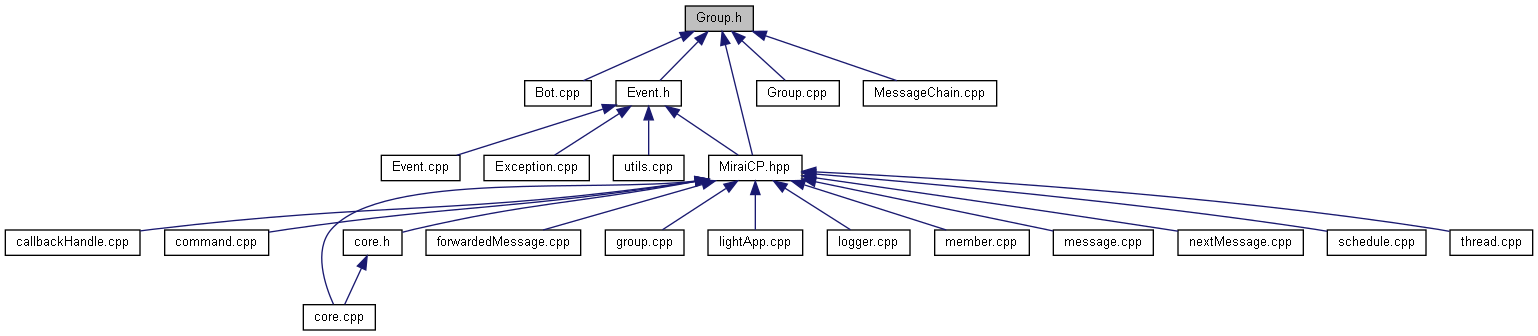 Group.h
Bot.cpp
Event.h
Group.cpp
MessageChain.cpp
Event.cpp
Exception.cpp
utils.cpp
MiraiCP.hpp
callbackHandle.cpp
command.cpp
core.h
forwardedMessage.cpp
group.cpp
lightApp.cpp
logger.cpp
member.cpp
message.cpp
nextMessage.cpp
schedule.cpp
thread.cpp
core.cpp